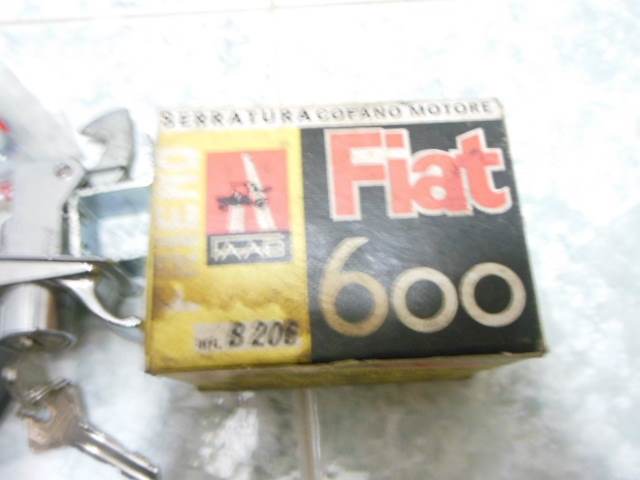 SERRATURA COFANO MOTORE
Fiat
600
B 206